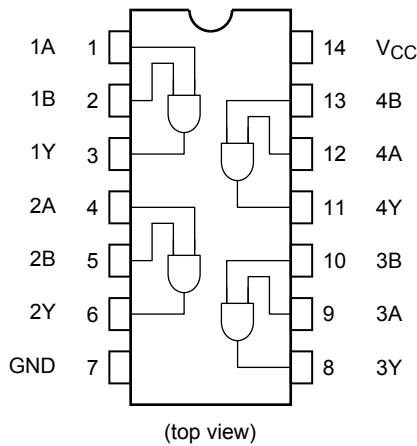 1A 1 14 VCC
1B 2 13 4B
1Y 3 12 4A
2A 4 11 4Y
2B 5 10 3B
2Y 6 9 3A
GND 7 8 3Y
(top view)